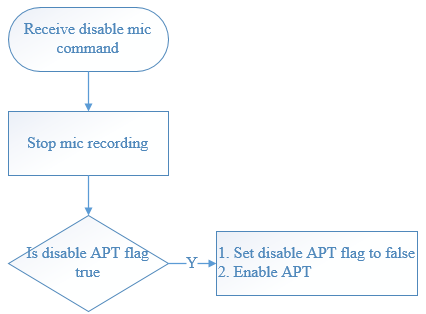 Receive disable mic
command
Stop mic recording
Is disable APT flag
true
Y
1. Set disable APT flag to false
2. Enable APT